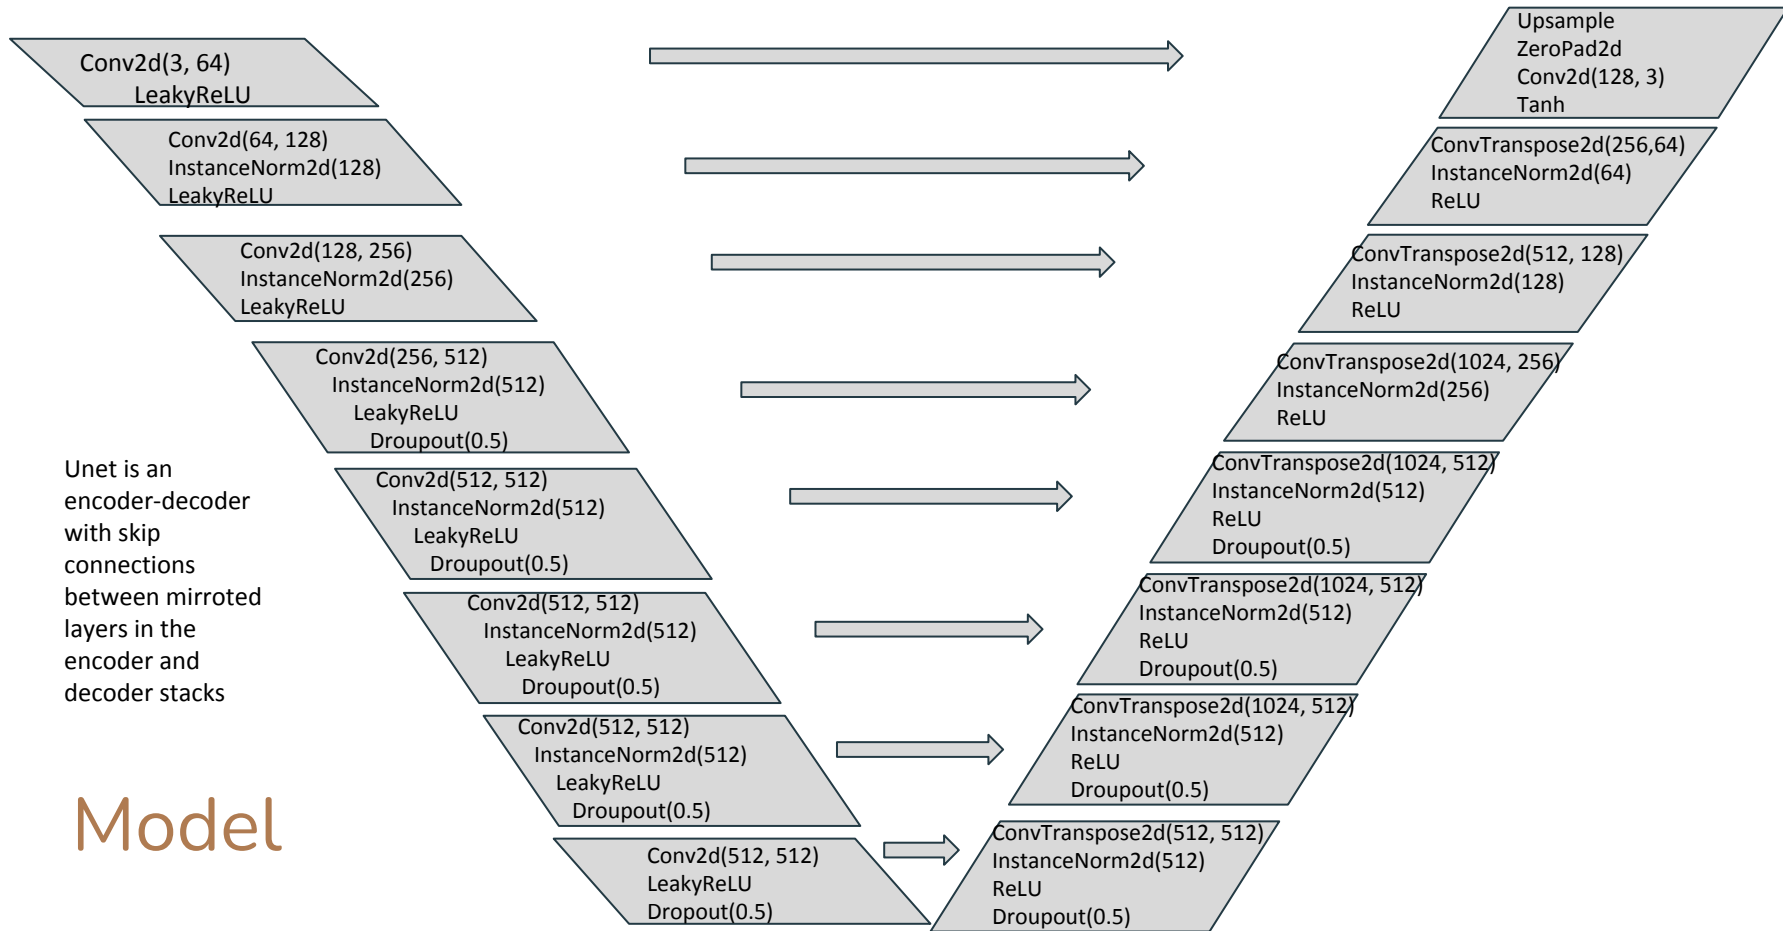 Conv2d(3, 64)
LeakyReLU
Conv2d(64, 128)
InstanceNorm2d(128)
LeakyReLU
Conv2d(128, 256)
InstanceNorm2d(256)
LeakyReLU
Conv2d(256, 512)
InstanceNorm2d(512)
LeakyReLU
Droupout(0.5)
Conv2d(512, 512)
InstanceNorm2d(512)
LeakyReLU
Droupout(0.5)
Conv2d(512, 512)
InstanceNorm2d(512)
LeakyReLU
Droupout(0.5)
Conv2d(512, 512)
InstanceNorm2d(512)
LeakyReLU
Droupout(0.5)
Conv2d(512, 512)
LeakyReLU
Dropout(0.5)
Upsample
ZeroPad2d
Conv2d(128, 3)
Tanh
ConvTranspose2d(256,64)
InstanceNorm2d(64)
ReLU
ConvTranspose2d(512, 128)
InstanceNorm2d(128)
ReLU
ConvTranspose2d(1024, 256)
InstanceNorm2d(256)
ReLU
ConvTranspose2d(1024, 512)
InstanceNorm2d(512)
ReLU
Droupout(0.5)
ConvTranspose2d(1024, 512)
InstanceNorm2d(512)
ReLU
Droupout(0.5)
ConvTranspose2d(1024, 512)
InstanceNorm2d(512)
ReLU
Droupout(0.5)
ConvTranspose2d(512, 512)
InstanceNorm2d(512)
ReLU
Droupout(0.5)
Unet is an
encoder-decoder
with skip
connections
between mirroted
layers in the
encoder and
decoder stacks
Model